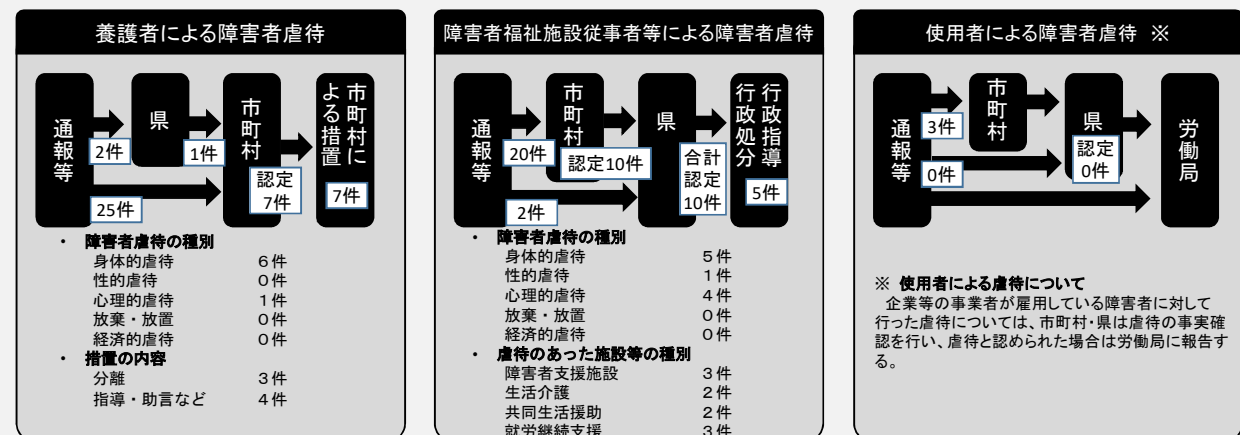 養護者による障害者虐待
通報等
2件
県
1件
市町村
認定
7件
市町村による措置
7件
25件
・ 障害者虐待の種別
身体的虐待 6件
性的虐待 0件
心理的虐待 1件
放棄・放置 0件
経済的虐待 0件
・ 措置の内容
分離 3件
指導・助言など 4件
障害者福祉施設従事者等による障害者虐待
通報等
20件
市町村
認定10件
県
合計
認定
10件
行政指導
行政処分
5件
2件
・ 障害者虐待の種別
身体的虐待 5件
性的虐待 1件
心理的虐待 4件
放棄・放置 0件
経済的虐待 0件
・ 虐待のあった施設等の種別
障害者支援施設 3件
生活介護 2件
共同生活援助 2件
就労継続支援 3件
使用者による障害者虐待 ※
通報等
3件
市町村
0件
県
認定
0件
労働局
※ 使用者による虐待について
企業等の事業者が雇用している障害者に対して
行った虐待については、市町村・県は虐待の事実確
認を行い、虐待と認められた場合は労働局に報告す
る。